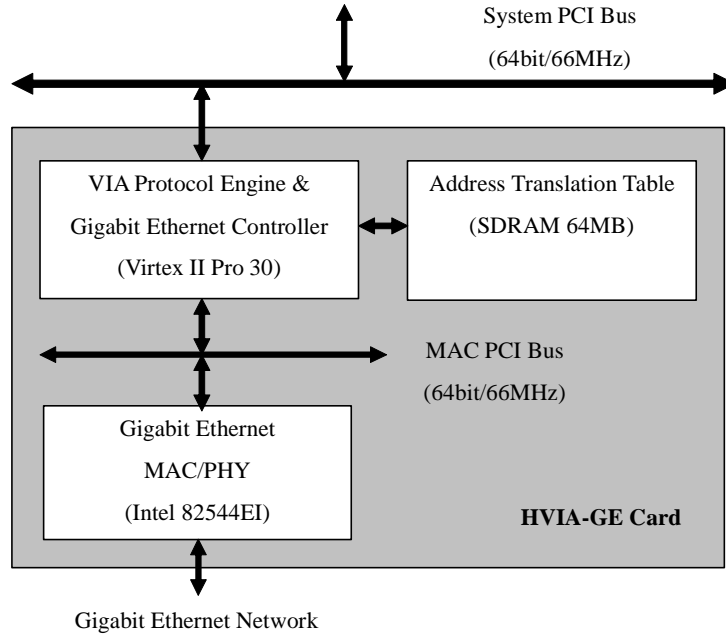 System PCI Bus
(64bit/66MHz)
VIA Protocol Engine &
Gigabit Ethernet Controller
(Virtex II Pro 30)
Address Translation Table
(SDRAM 64MB)
MAC PCI Bus
(64bit/66MHz)
Gigabit Ethernet
MAC/PHY
(Intel 82544EI)
HVIA-GE Card
Gigabit Ethernet Network